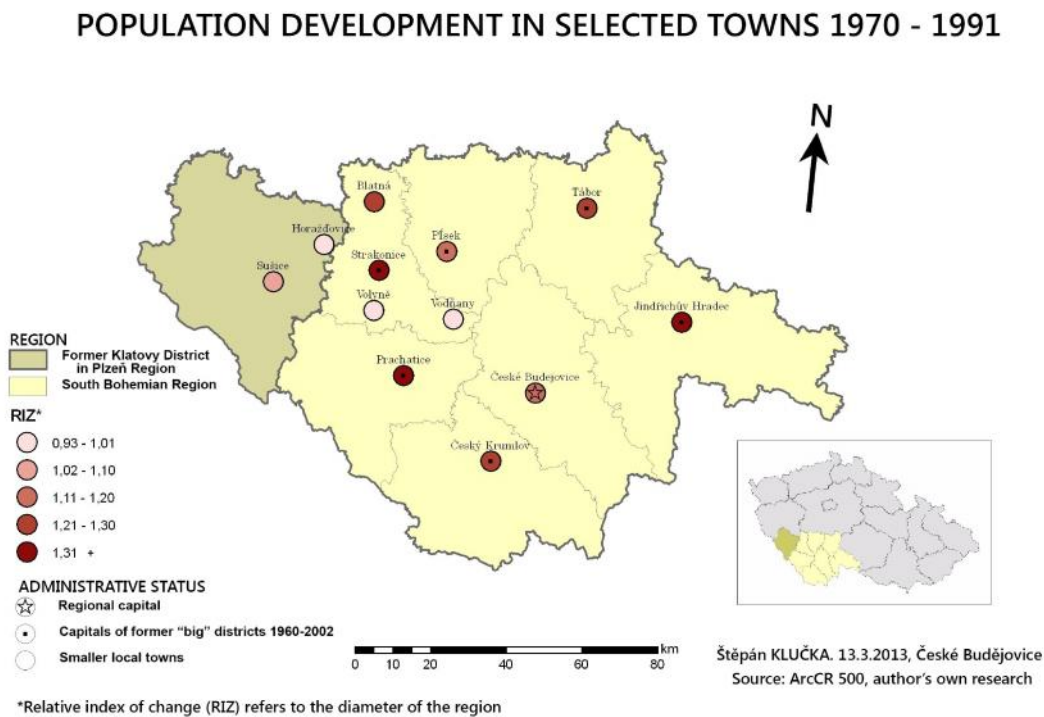 POPULATION DEVELOPMENT IN SELECTED TOWNS 1970 - 1991
N
Blatná
Tábor
Horažďovice
Písek
Strakonice
Sušice
Volyně
Vodňany
Jindřichův Hradec
Prachatice
České Budejovice
Český Krumlov
REGION
Former Klatovy District
in Plzeň Region
South Bohemian Region
RIZ*
0,93 - 1,01
1,02 - 1,10
1,11 - 1,20
1,21 - 1,30
1,31 +
ADMINISTRATIVE STATUS
Regional capital
Capitals of former "big" districts 1960-2002
Smaller local towns
km
0 20 40 60 80
Štěpán KLUČKA. 13.3.2013, České Budějovice
Source: ArcCR 500, author's own research
*Relative index of change (RIZ) refers to the diameter of the region